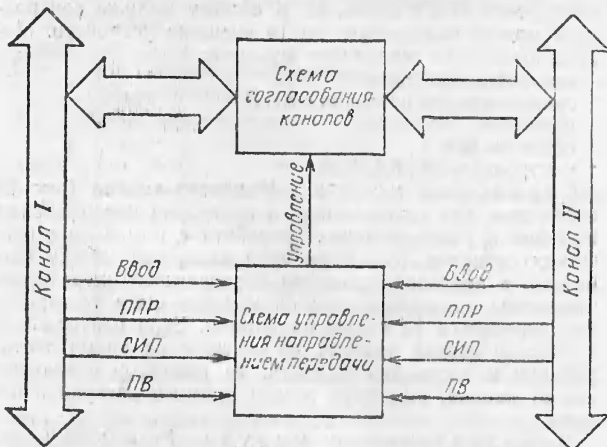 Схема
согласования
каналов
Управление
Канал I
Канал II
Ввод
Ввод
ППР
Схема управле-
ния направле-
нием передачи
ППР
СИП
СИП
ПВ
ПВ